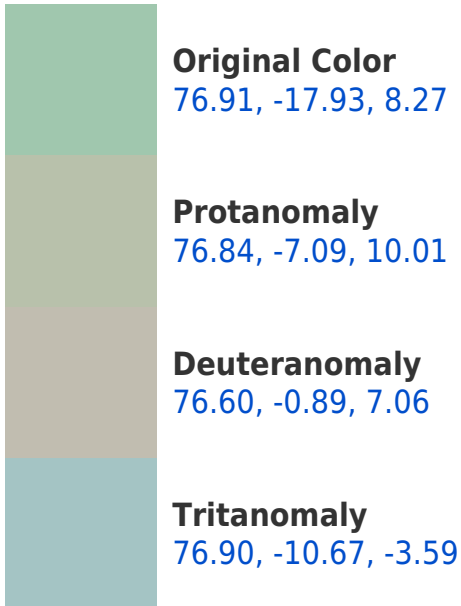 Original Color
76.91, -17.93, 8.27
Protanomaly
76.84, -7.09, 10.01
Deuteranomaly
76.60, -0.89, 7.06
Tritanomaly
76.90, -10.67, -3.59